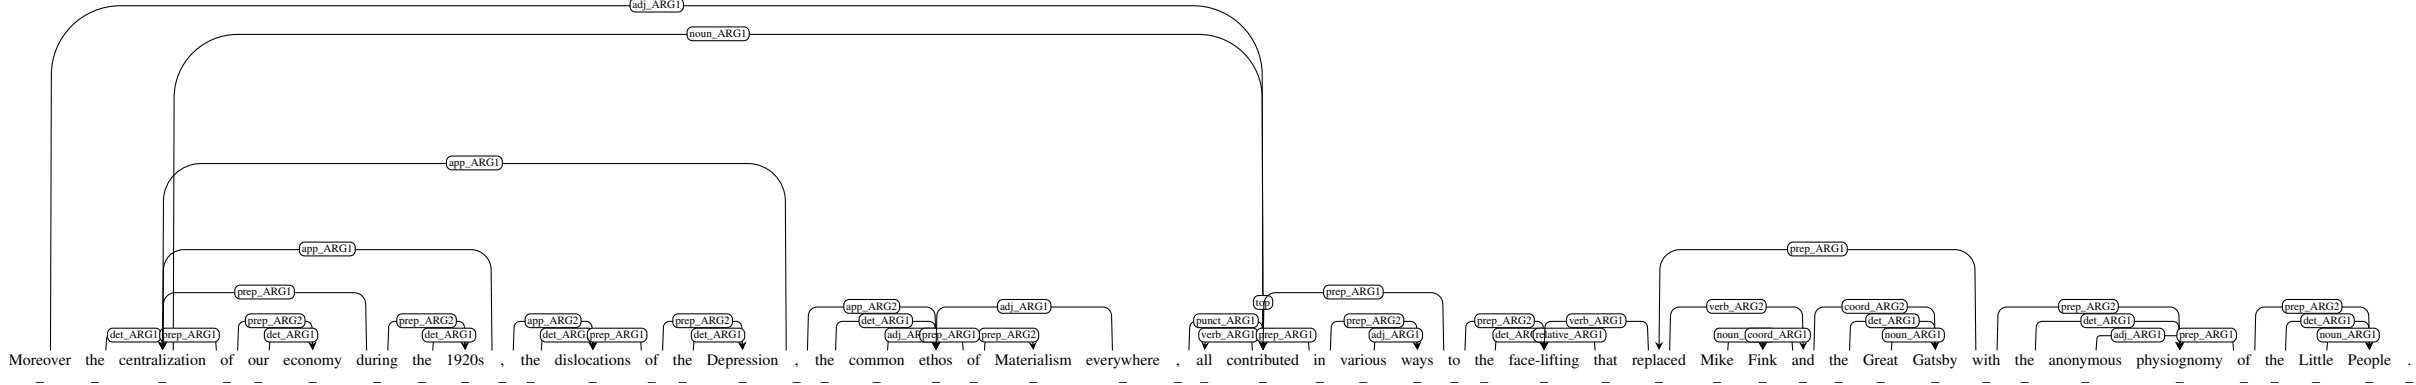 adj_ARG1
noun_ARG1
app_ARG1
app_ARG1 prep_ARG1
prep_ARG1 prep_ARG1
app_ARG2 adj_ARG1 top verb_ARG2 coord_ARG2 prep_ARG2 prep_ARG2
prep_ARG2 prep_ARG2 app_ARG2 prep_ARG2 det_ARG1 punct_ARG1 prep_ARG2 prep_ARG2 verb_ARG1 det_ARG1 det_ARG1 det_ARG1
det_ARG1 prep_ARG1 det_ARG1 det_ARG1 prep_ARG1 det_ARG1 prep_ARG1 prep_ARG2 verb_ARG1 prep_ARG1 adj_ARG1 relative_ARG1 coord_ARG1 noun_ARG1 adj_ARG1 prep_ARG1 noun_ARG1
Moreover the centralization of our economy during the 1920s , the dislocations of the Depression , the common ethos of Materialism everywhere , all contributed in various ways to the face-lifting that replaced Mike Fink and the Great Gatsby with the anonymous physiognomy of the Little People .